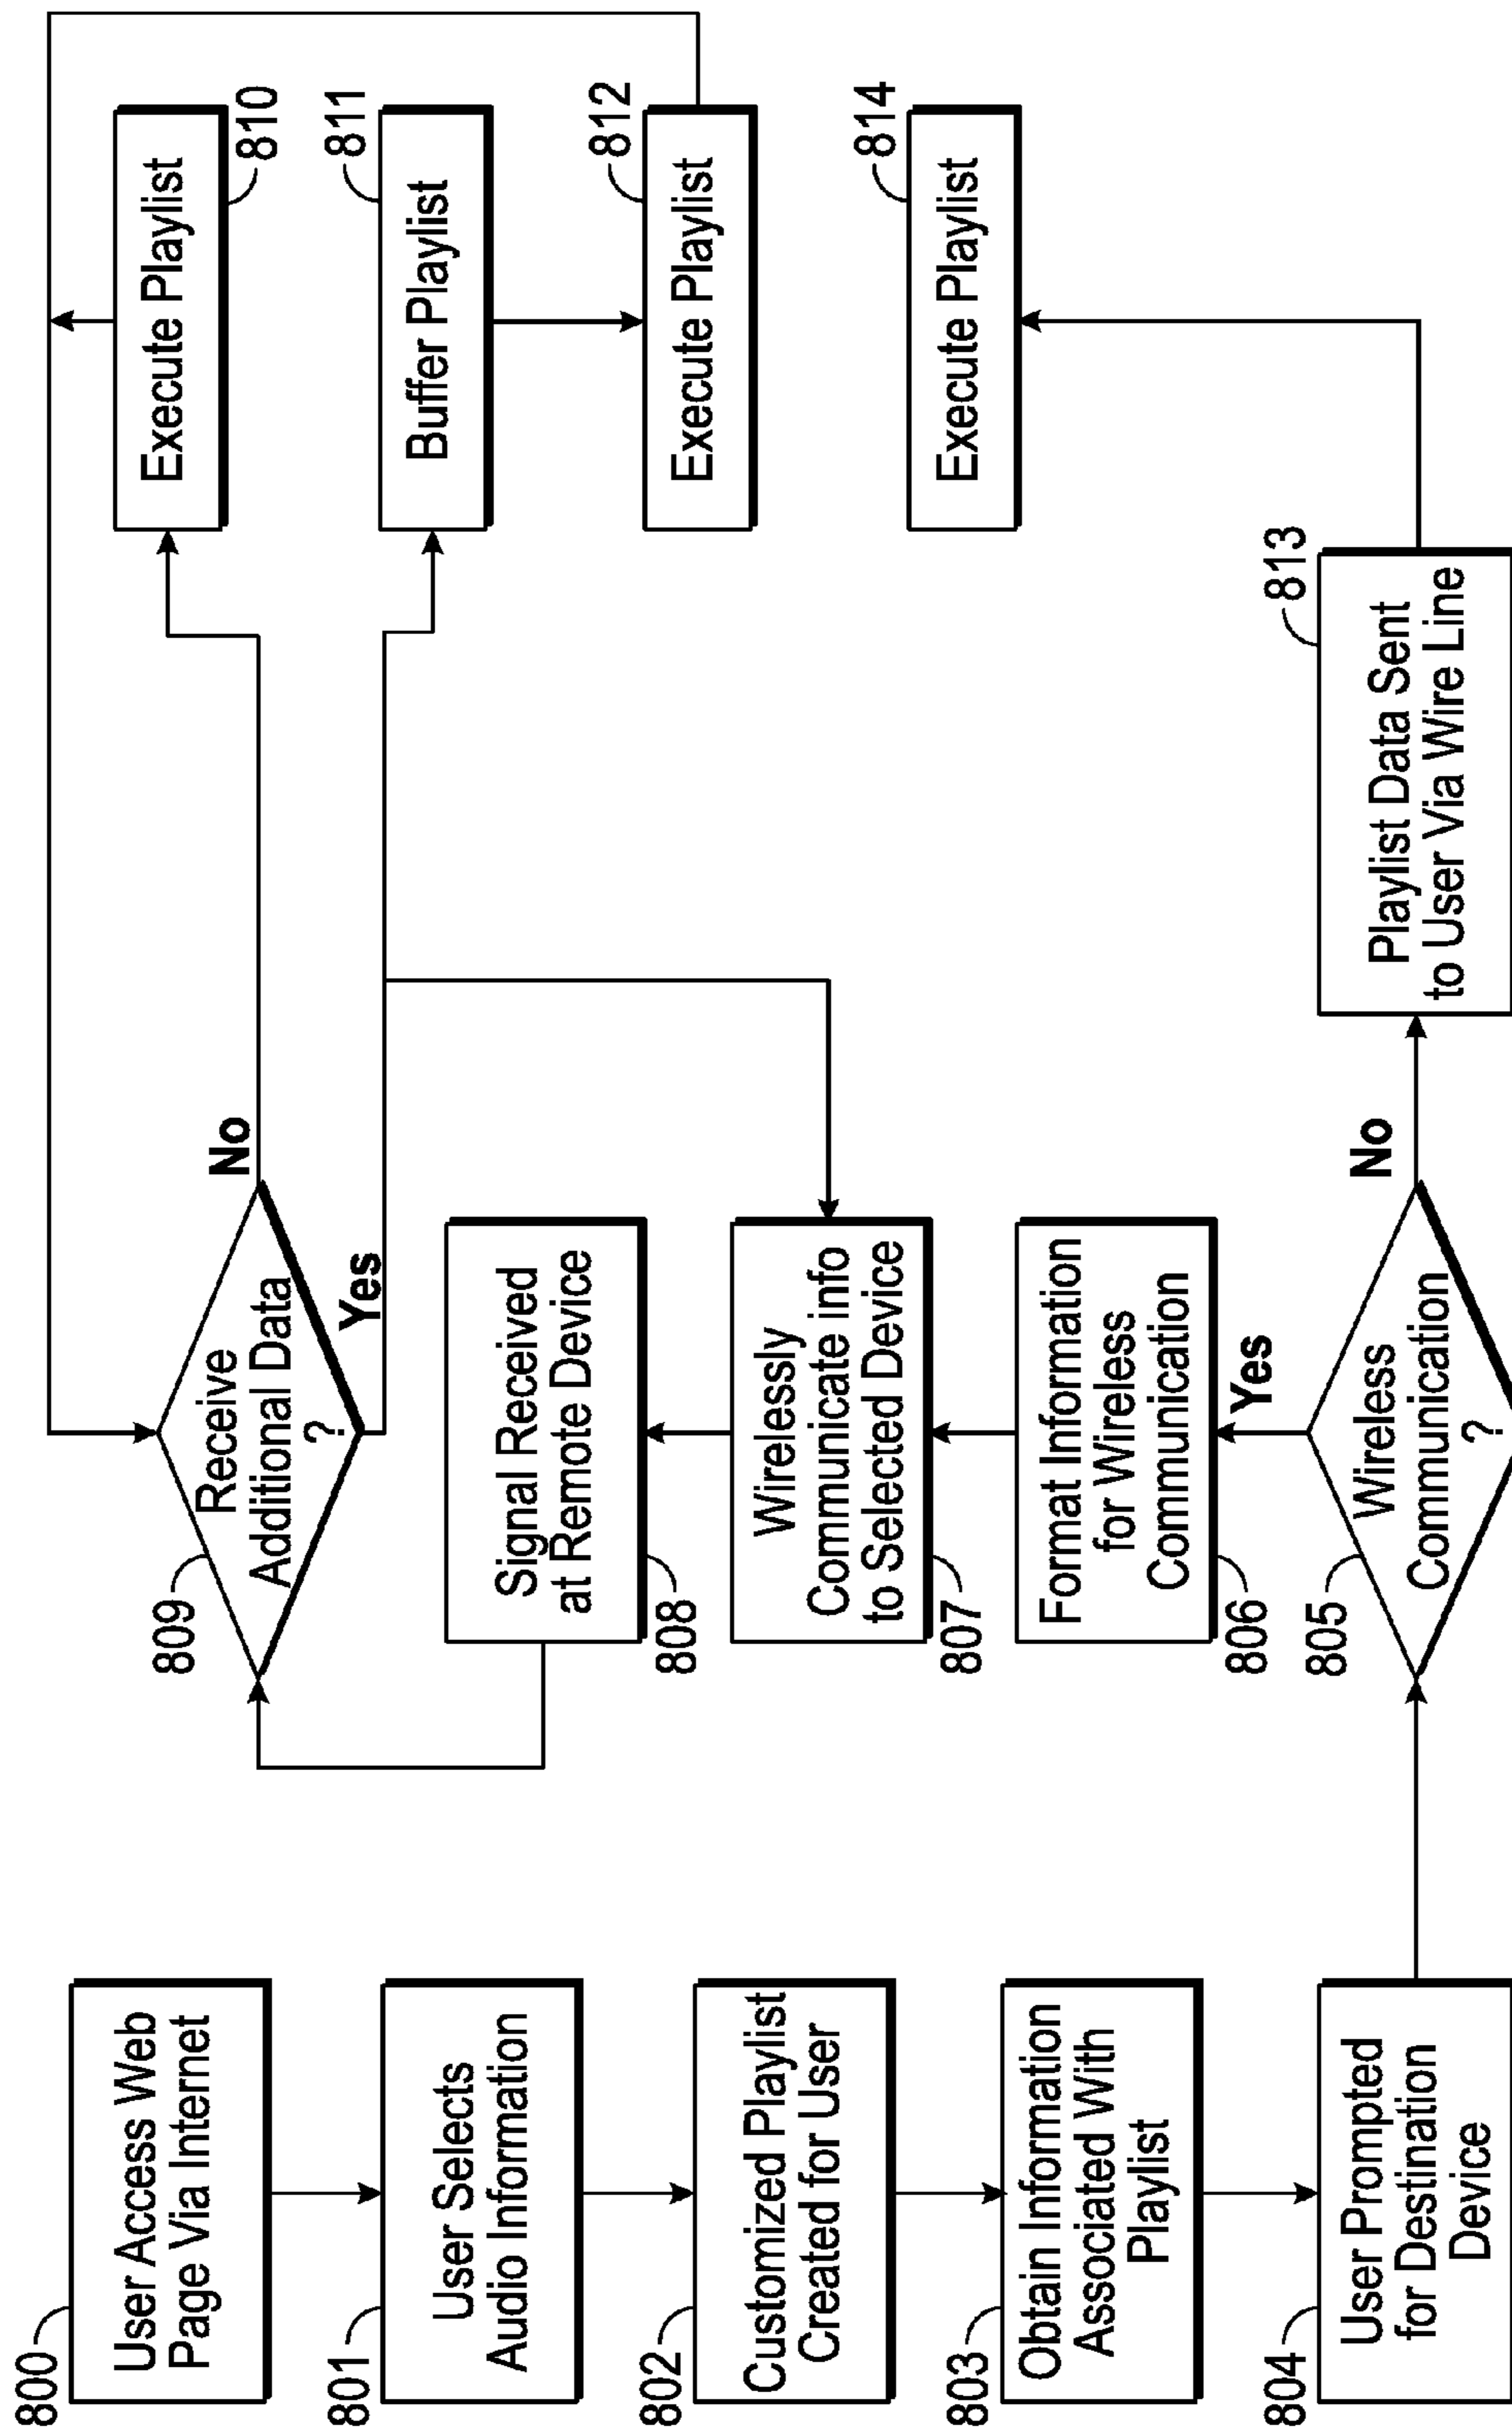 800
User Access Web
Page Via Internet
801
User Selects
Audio Information
802
Customized Playlist
Created for User
803
Obtain Information
Associated With
Playlist
804
User Prompted
for Destination
Device
805
Wireless
Communication
?
Yes
No
806
Format Information
for Wireless
Communication
807
Wirelessly
Communicate info
to Selected Device
808
Signal Received
at Remote Device
809
Receive
Additional Data
?
Yes
No
Execute Playlist
810
811
Buffer Playlist
812
Execute Playlist
813
Playlist Data Sent
to User Via Wire Line
814
Execute Playlist